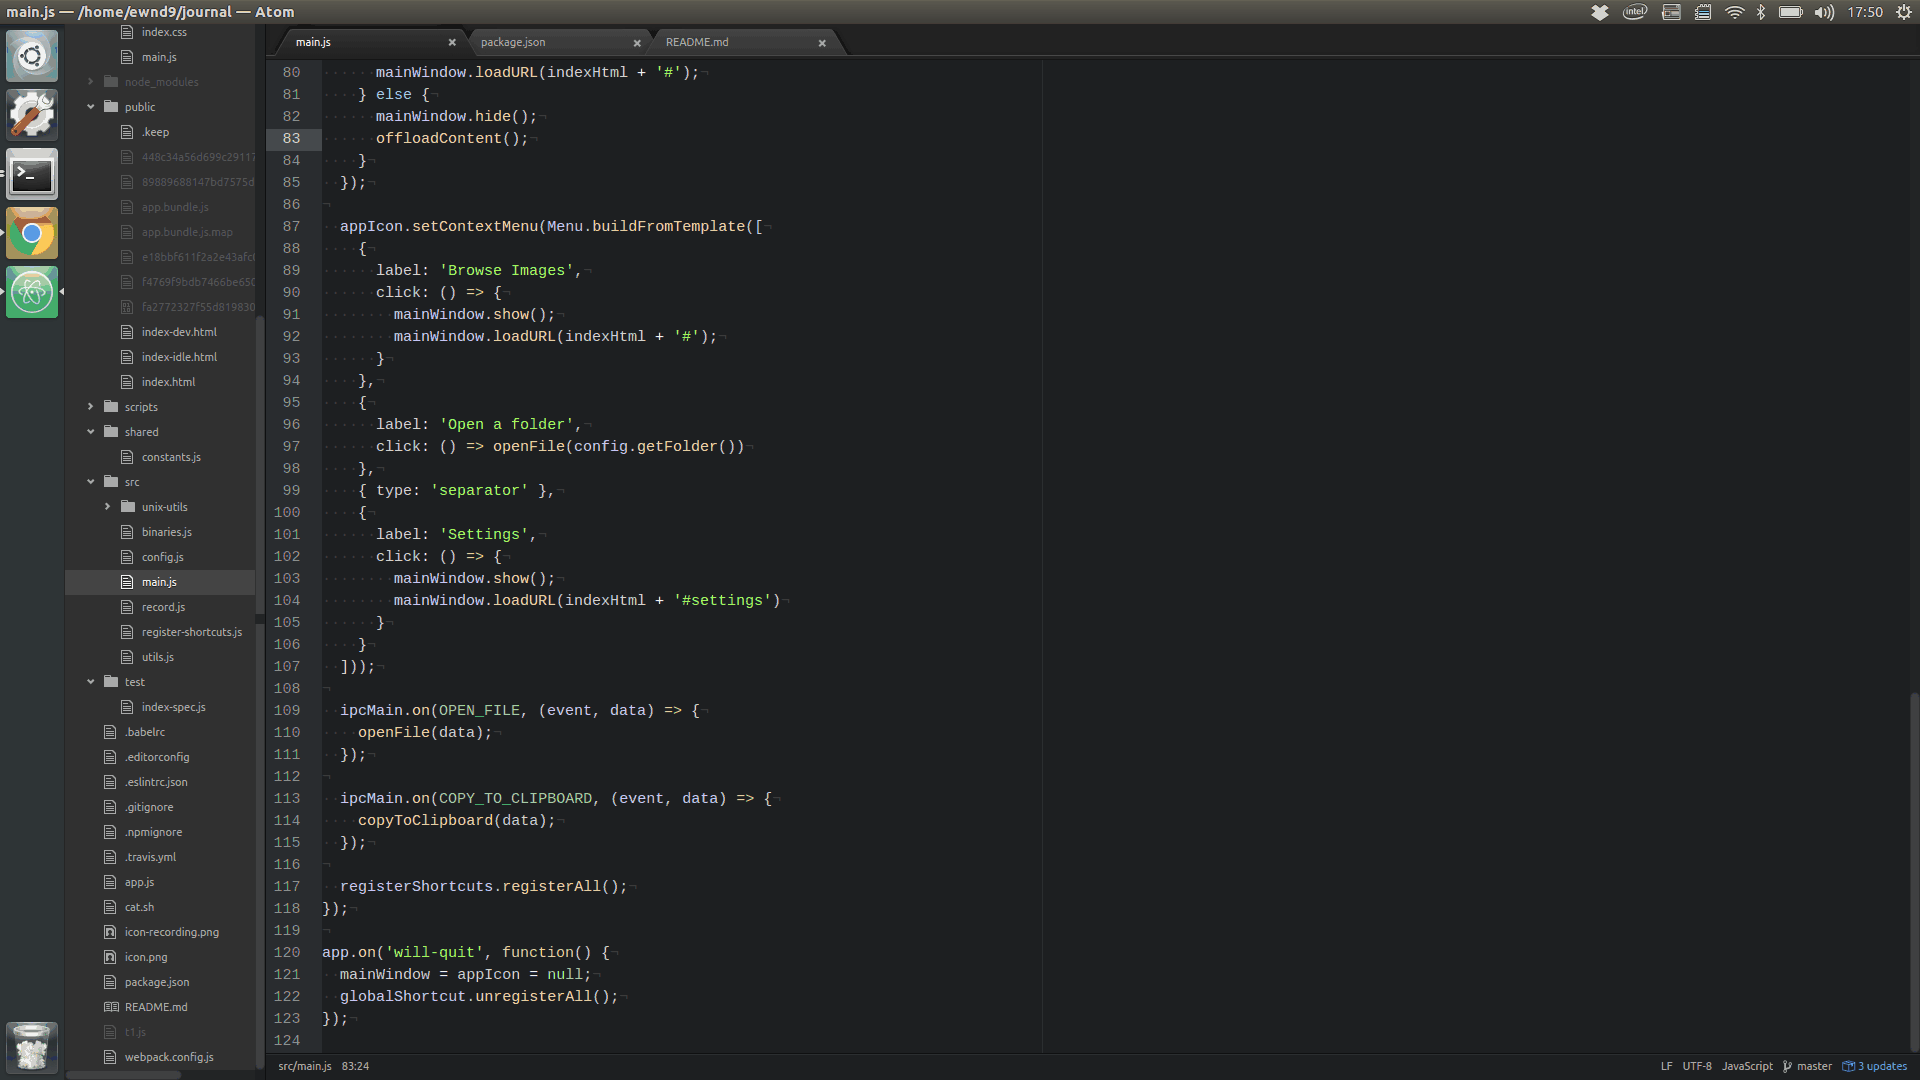 main.js — /home/ewnd9/journal — Atom
intel
17:50
index.css
main.js
node_modules
public
.keep
448c34a56d699c29117
89889688147bd7575d
app.bundle.js
app.bundle.js.map
e18bbf611f2a2e43afc
f4769f9bdb7466be650
fa2772327f55d819830
index-dev.html
index-idle.html
index.html
scripts
shared
constants.js
src
unix-utils
binaries.js
config.js
main.js
record.js
register-shortcuts.js
utils.js
test
index-spec.js
.babelrc
.editorconfig
.eslintrc.json
.gitignore
.npmignore
.travis.yml
app.js
cat.sh
icon-recording.png
icon.png
package.json
README.md
t1.js
webpack.config.js
main.js package.json README.md
80 mainWindow.loadURL(indexHtml + '#');
81 } else {
82 mainWindow.hide();
83 offloadContent();
84 }
85 });
86
87 appIcon.setContextMenu(Menu.buildFromTemplate([
88 {
89 label: 'Browse Images',
90 click: () => {
91 mainWindow.show();
92 mainWindow.loadURL(indexHtml + '#');
93 }
94 },
95 {
96 label: 'Open a folder',
97 click: () => openFile(config.getFolder())
98 },
99 { type: 'separator' },
100 {
101 label: 'Settings',
102 click: () => {
103 mainWindow.show();
104 mainWindow.loadURL(indexHtml + '#settings')
105 }
106 }
107 ]));
108
109 ipcMain.on(OPEN_FILE, (event, data) => {
110 openFile(data);
111 });
112
113 ipcMain.on(COPY_TO_CLIPBOARD, (event, data) => {
114 copyToClipboard(data);
115 });
116
117 registerShortcuts.registerAll();
118 });
119
120 app.on('will-quit', function() {
121 mainWindow = appIcon = null;
122 globalShortcut.unregisterAll();
123 });
124
src/main.js 83:24
LF UTF-8 JavaScript master 3 updates